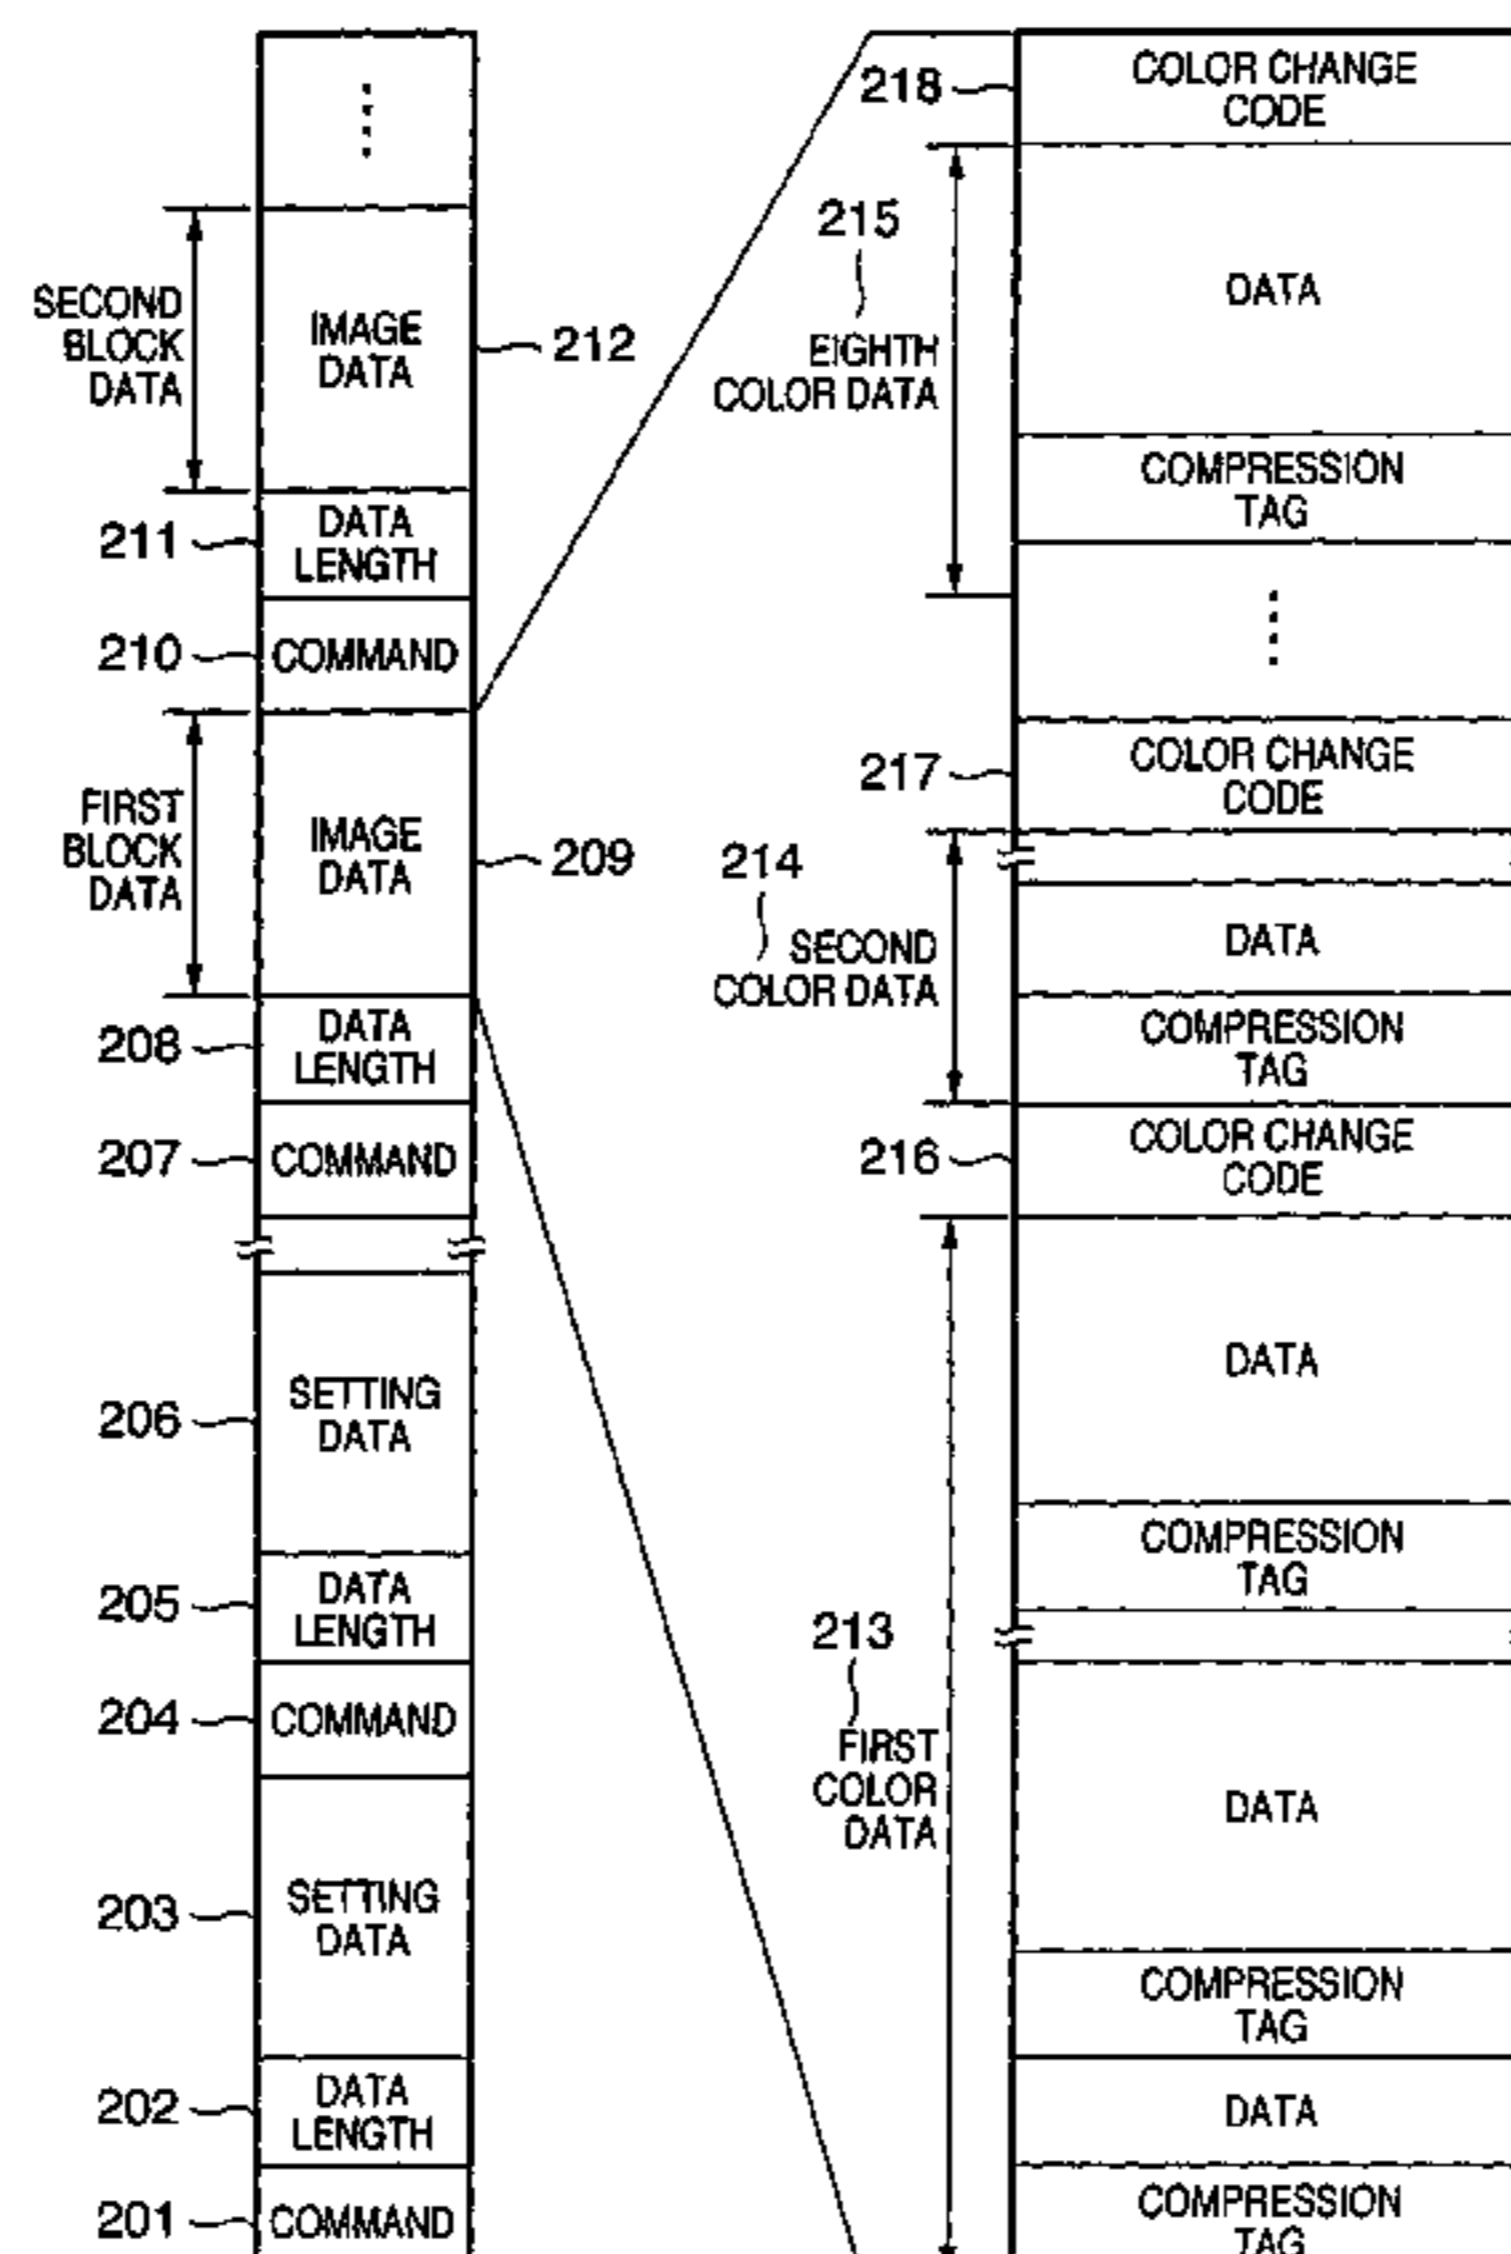 SECOND
BLOCK
DATA
IMAGE
DATA
212
211
DATA
LENGTH
210
COMMAND
FIRST
BLOCK
DATA
IMAGE
DATA
209
208
DATA
LENGTH
207
COMMAND
206
SETTING
DATA
205
DATA
LENGTH
204
COMMAND
203
SETTING
DATA
202
DATA
LENGTH
201
COMMAND
218
COLOR CHANGE
CODE
215
EIGHTH
COLOR DATA
DATA
COMPRESSION
TAG
217
COLOR CHANGE
CODE
214
SECOND
COLOR DATA
DATA
COMPRESSION
TAG
216
COLOR CHANGE
CODE
DATA
COMPRESSION
TAG
213
FIRST
COLOR
DATA
DATA
COMPRESSION
TAG
DATA
COMPRESSION
TAG